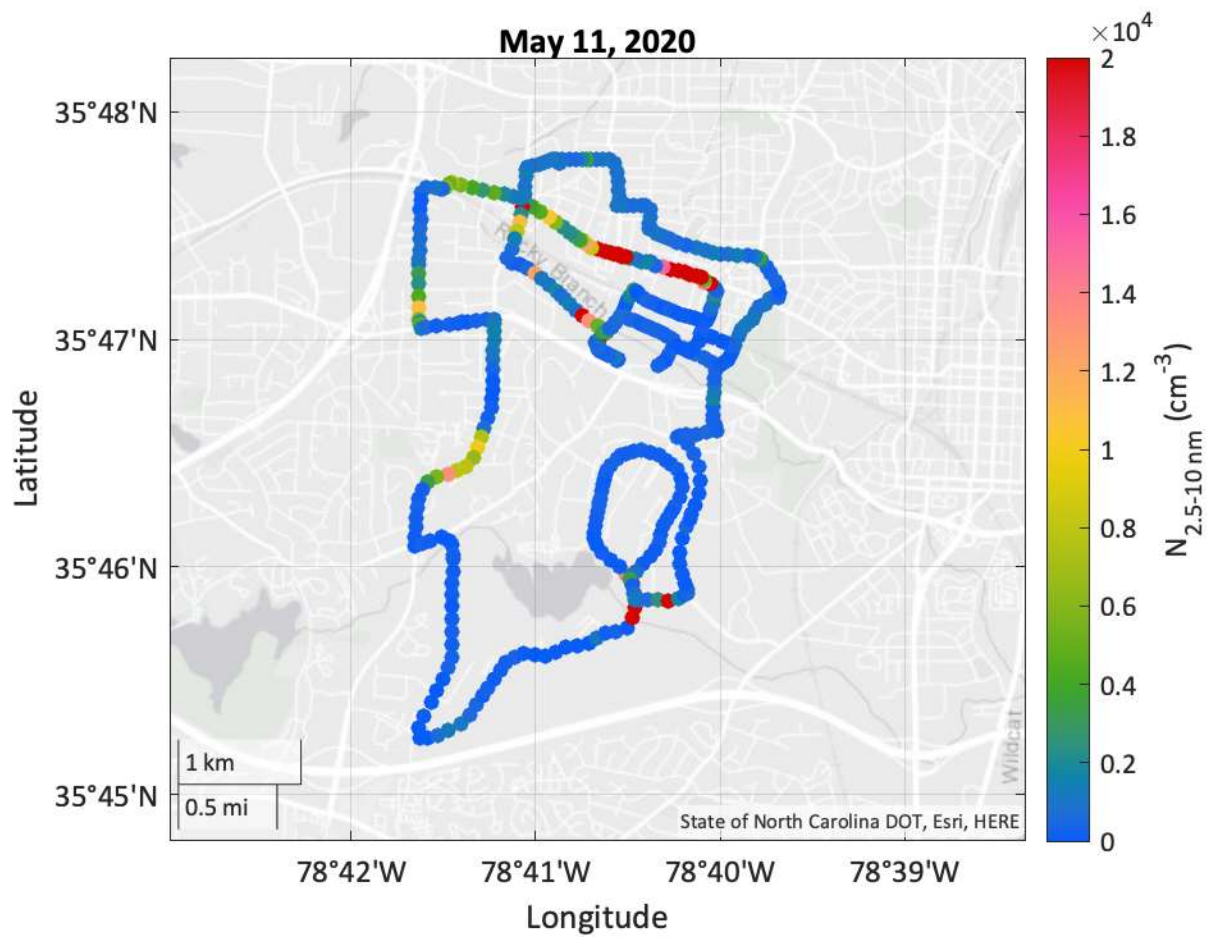 May 11, 2020
×10⁴
35°48'N
35°47'N
35°46'N
35°45'N
Latitude
Rocky Branch
Wildcat
1 km
0.5 mi
State of North Carolina DOT, Esri, HERE
78°42'W
78°41'W
78°40'W
78°39'W
Longitude
2
1.8
1.6
1.4
1.2
1
0.8
0.6
0.4
0.2
0
N2.5-10 nm (cm-3)